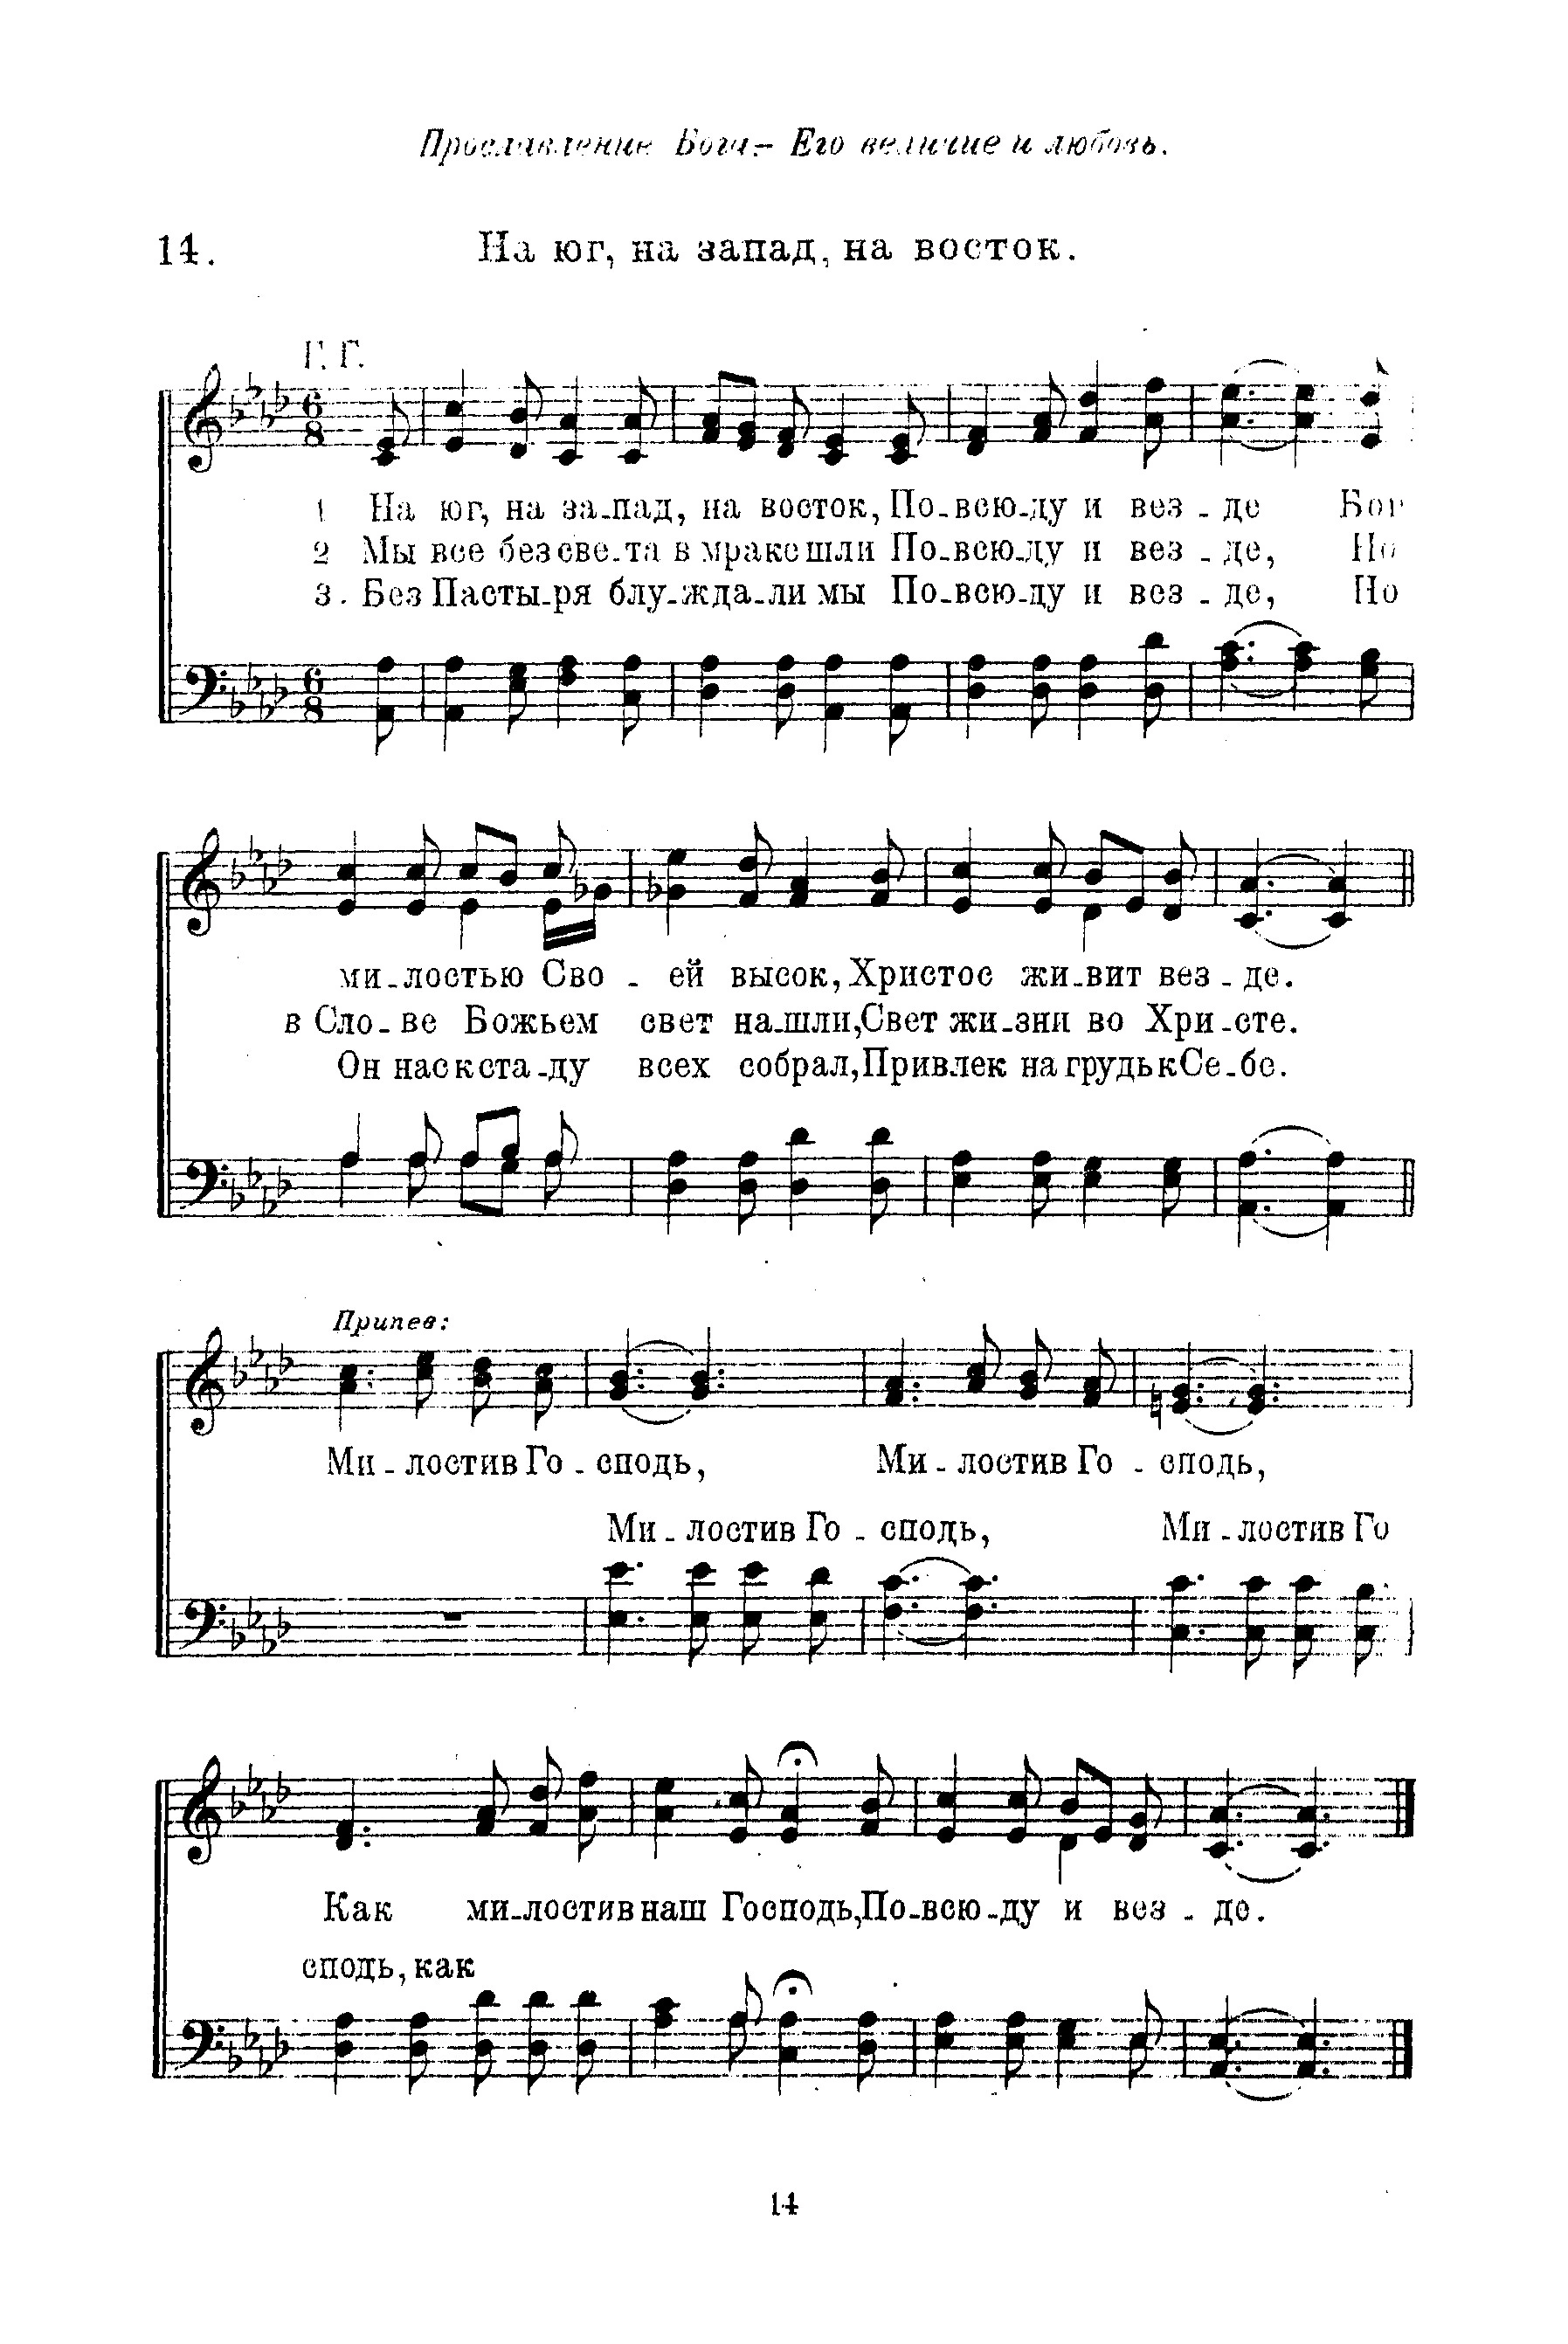 Прославление Бога.- Его величие и любовь.
14. На юг, на запад, на восток.
Г. Г.
1 На юг, на за-пад, на восток, По-всю-ду и вез - де Бог
2 Мы все без све-та в мраке шли По-всю-ду и вез - де, Но
3. Без Пасты-ря блу-жда-ли мы По-всю-ду и вез - де, Но
ми-лостью Сво - ей высок, Христос жи-вит вез - де.
в Сло-ве Божьем свет на-шли, Свет жи-зни во Хри-сте.
Он нас к ста-ду всех собрал, Привлек на грудь к Се-бе.
Припев:
Ми - лостив Го - сподь, Ми - лостив Го - сподь,
Ми - лостив Го - сподь, Ми - лостив Го
Как ми-лостив наш Господь, По-всю-ду и вез - де.
сподь, как
14